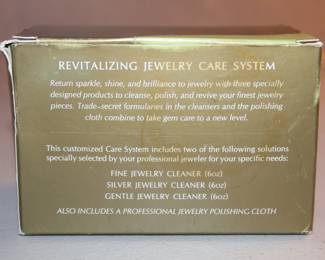 REVITALIZING JEWELRY CARE SYSTEM
Return sparkle, shine, and brilliance to jewelry with three specially
designed products to cleanse, polish, and revive your finest jewelry
pieces. Trade-secret formularies in the cleansers and the polishing
cloth combine to take gem care to a new level.
This customized Care System includes two of the following solutions
specially selected by your professional jeweler for your specific needs:
FINE JEWELRY CLEANER (6oz)
SILVER JEWELRY CLEANER (6oz)
GENTLE JEWELRY CLEANER (6oz)
ALSO INCLUDES A PROFESSIONAL JEWELRY POLISHING CLOTH